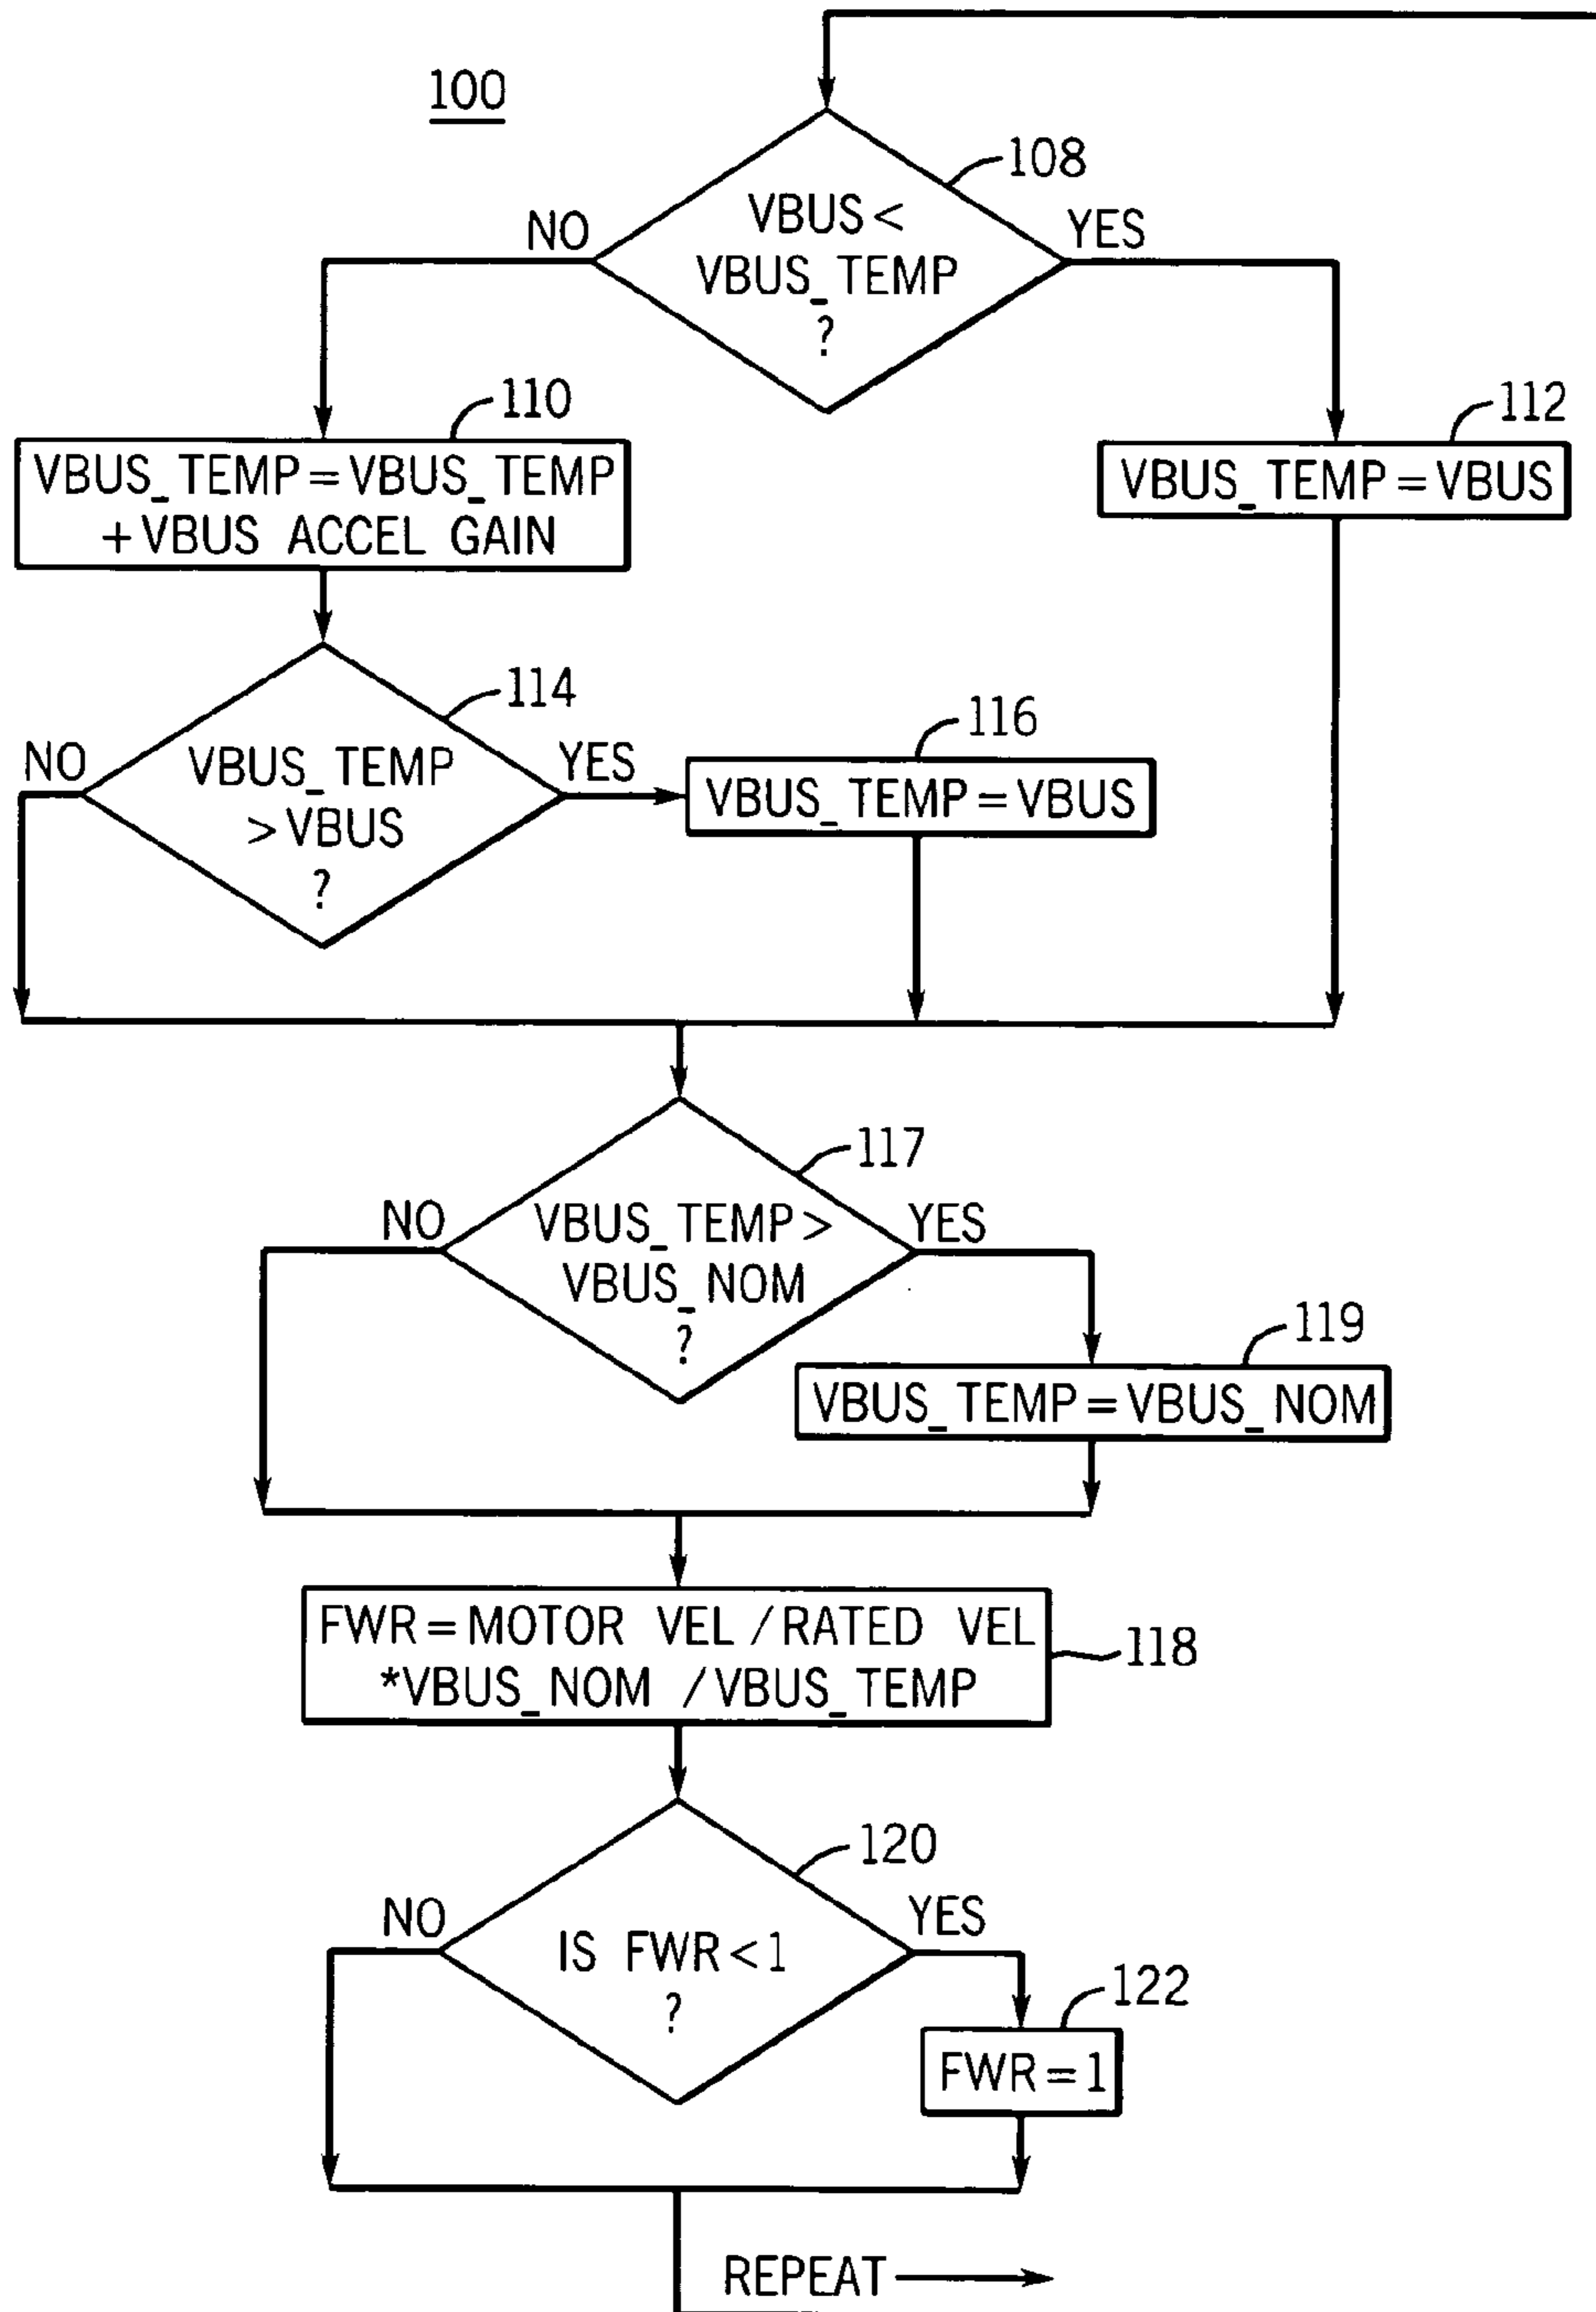 100
108
VBUS <
VBUS_TEMP
?
NO
YES
110
VBUS_TEMP = VBUS_TEMP
+ VBUS ACCEL GAIN
112
VBUS_TEMP = VBUS
114
NO
VBUS_TEMP
> VBUS
?
YES
116
VBUS_TEMP = VBUS
117
NO
VBUS_TEMP >
VBUS_NOM
?
YES
119
VBUS_TEMP = VBUS_NOM
FWR = MOTOR VEL / RATED VEL
*VBUS_NOM / VBUS_TEMP
118
120
NO
IS FWR < 1
?
YES
122
FWR = 1
REPEAT